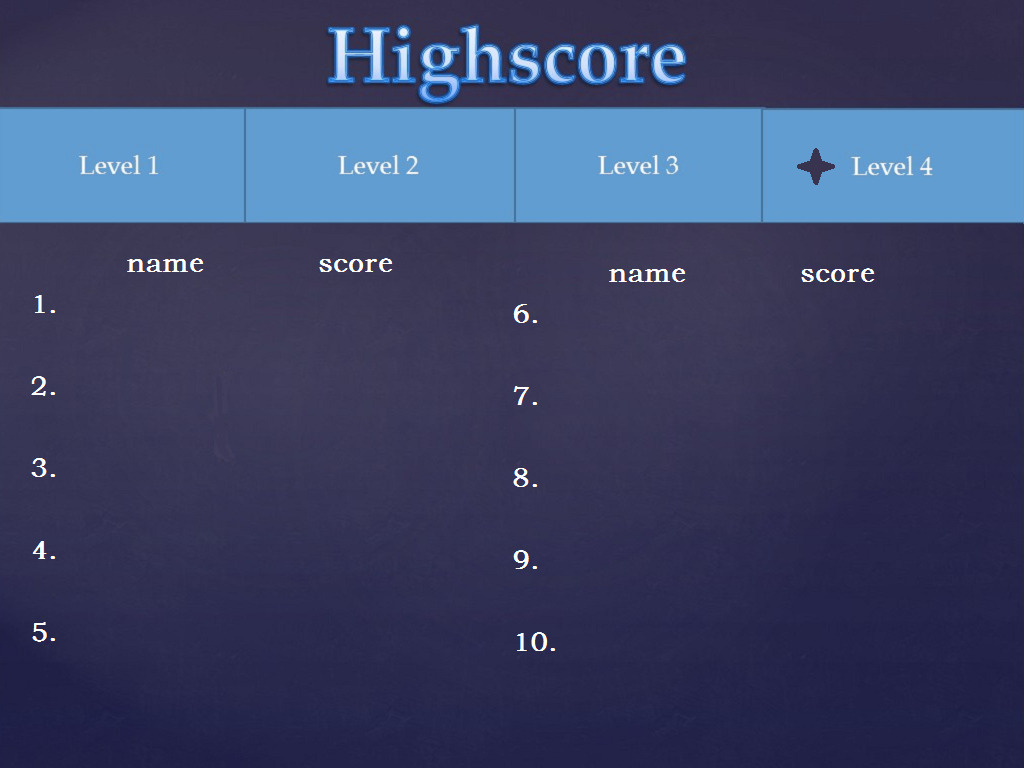 Highscore
Level 1 Level 2 Level 3 Level 4
name score
1.
2.
3.
4.
5.
name score
6.
7.
8.
9.
10.